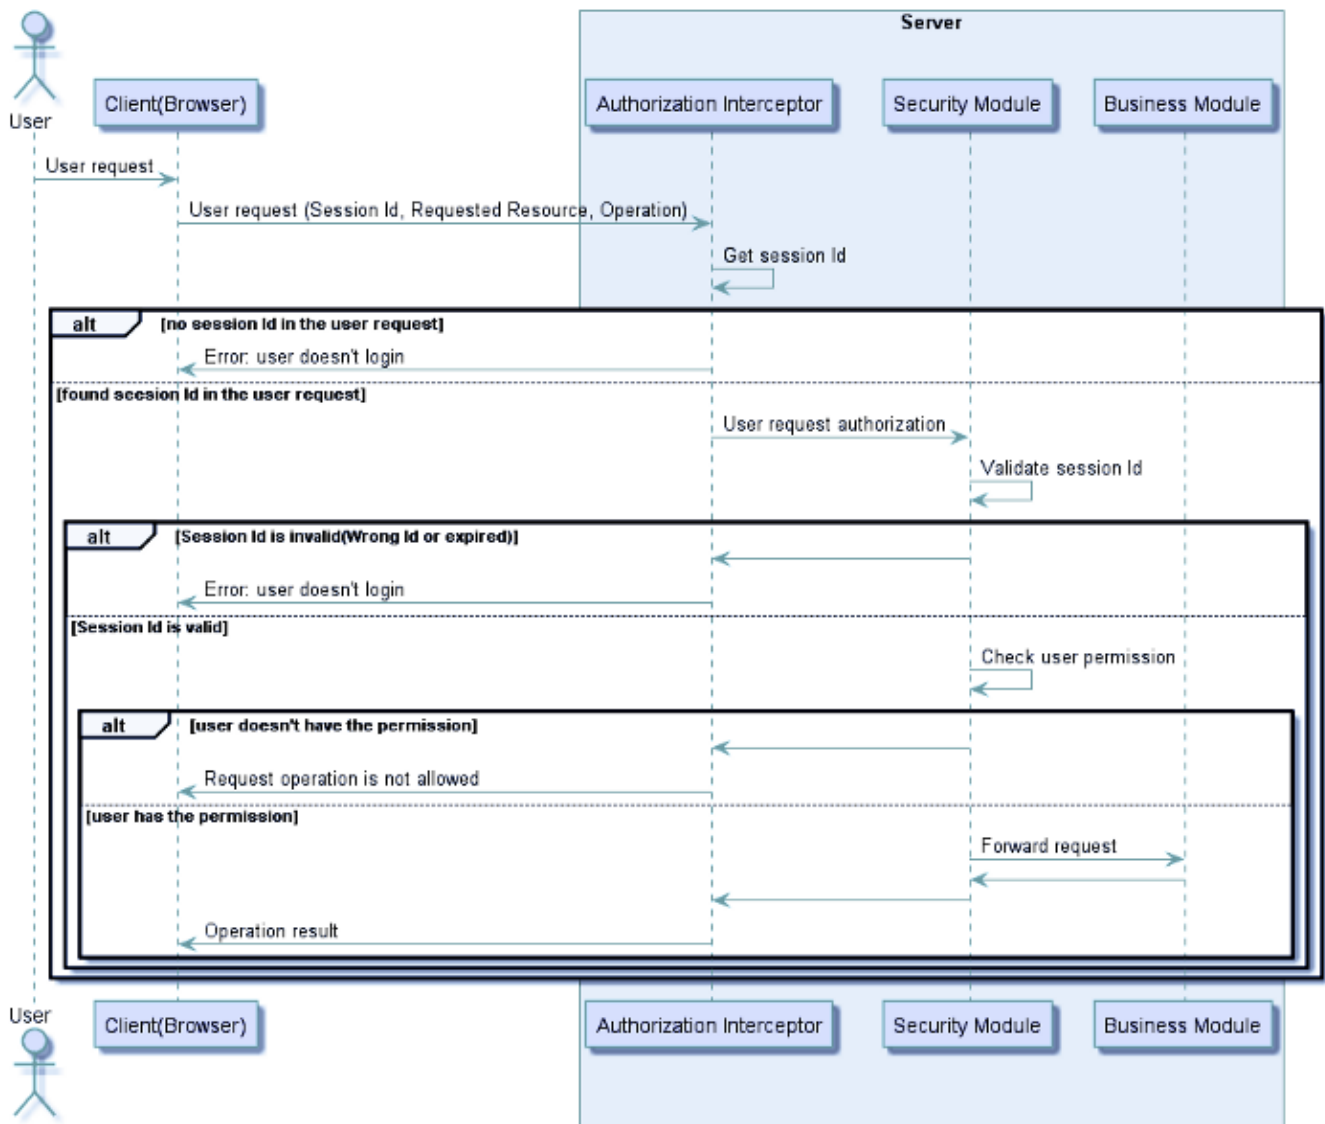 Server
User
Client(Browser)
Authorization Interceptor
Security Module
Business Module
User request
User request (Session Id, Requested Resource, Operation)
Get session Id
alt
[no session Id in the user request]
Error: user doesn't login
[found scesion Id in the user request]
User request authorization
Validate session Id
alt
[Session Id is invalid(Wrong Id or expired)]
Error: user doesn't login
[Session Id is valid]
Check user permission
alt
[user doesn't have the permission]
Request operation is not allowed
[user has the permission]
Forward request
Operation result
User
Client(Browser)
Authorization Interceptor
Security Module
Business Module